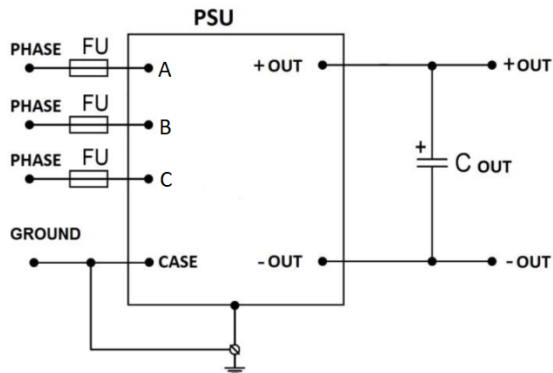 PSU
PHASE FU A
+OUT +OUT
PHASE FU B
PHASE FU C
+ C OUT
GROUND
CASE
-OUT -OUT